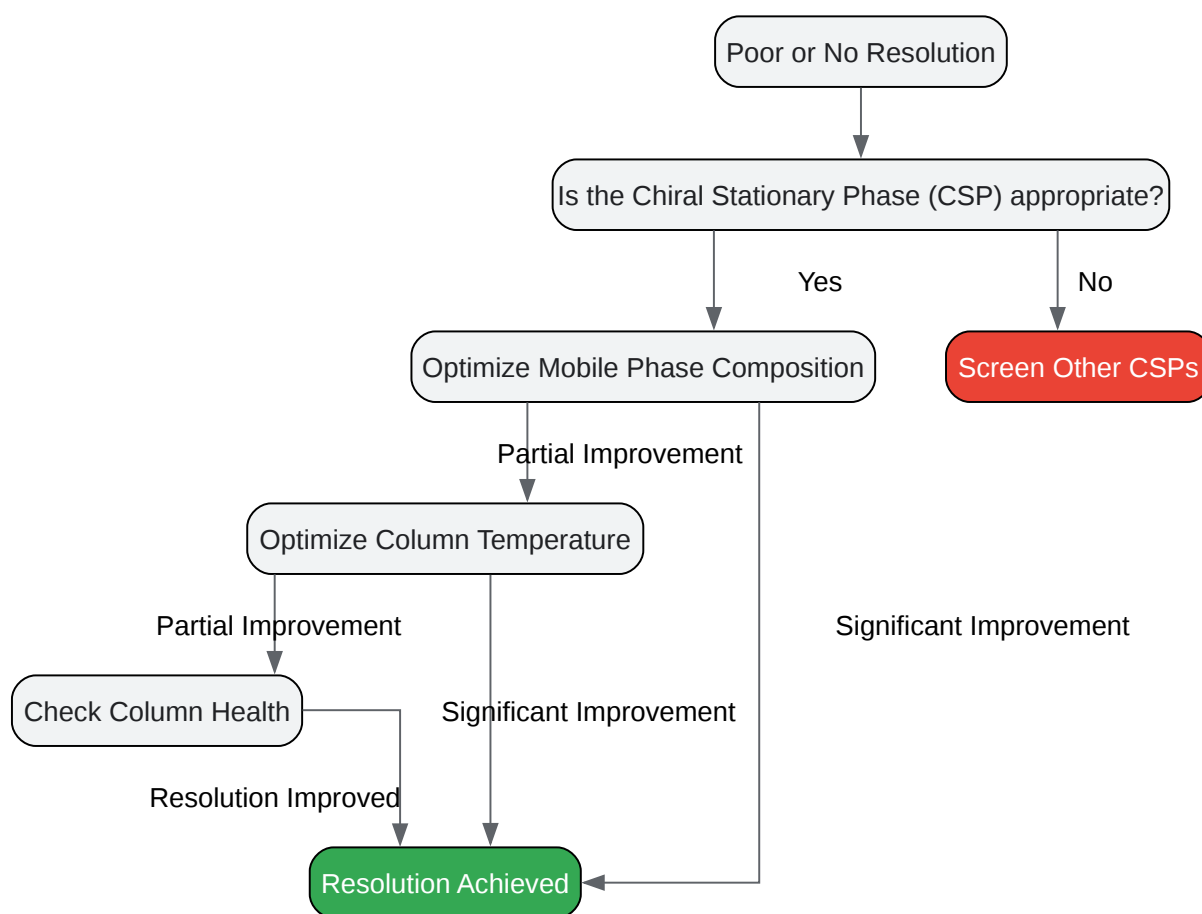 Poor or No Resolution
Is the Chiral Stationary Phase (CSP) appropriate?
Yes
No
Optimize Mobile Phase Composition
Screen Other CSPs
Partial Improvement
Optimize Column Temperature
Partial Improvement
Significant Improvement
Check Column Health
Significant Improvement
Resolution Improved
Resolution Achieved